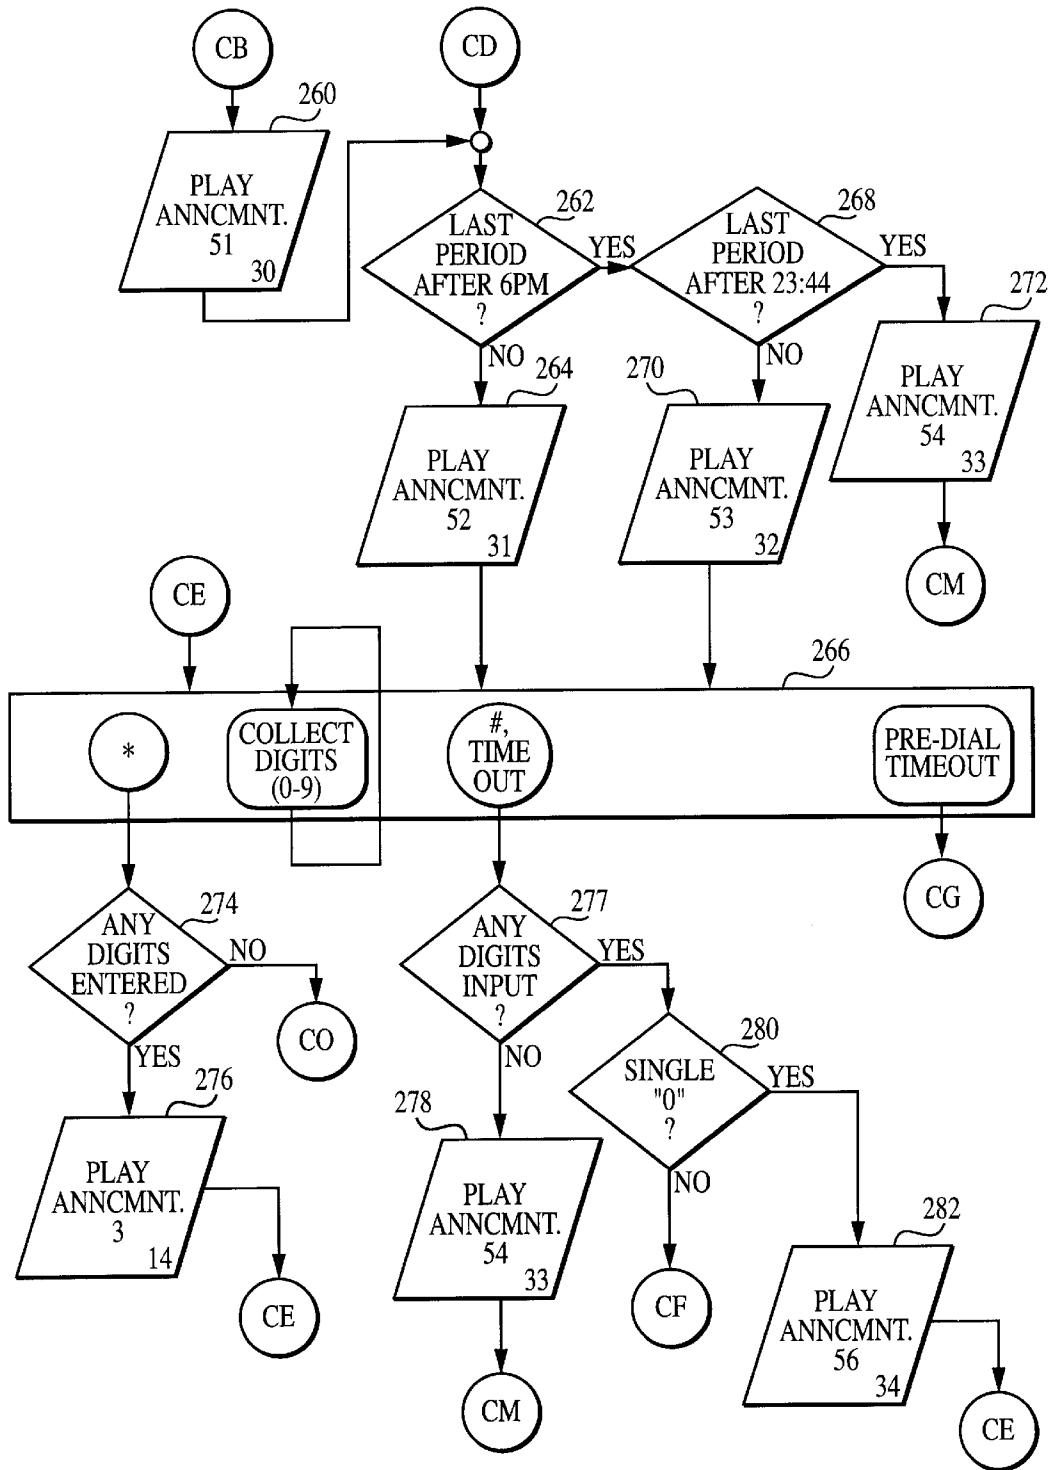 CB
CD
260
PLAY
ANNCMNT.
51
30
262
LAST
PERIOD
AFTER 6PM
?
YES
NO
268
LAST
PERIOD
AFTER 23:44
?
YES
NO
272
PLAY
ANNCMNT.
54
33
CM
264
PLAY
ANNCMNT.
52
31
270
PLAY
ANNCMNT.
53
32
CE
266
*
COLLECT
DIGITS
(0-9)
#,
TIME
OUT
PRE-DIAL
TIMEOUT
CG
274
ANY
DIGITS
ENTERED
?
NO
CO
YES
276
PLAY
ANNCMNT.
3
14
CE
277
ANY
DIGITS
INPUT
?
YES
NO
278
PLAY
ANNCMNT.
54
33
CM
280
SINGLE
"0"
?
YES
NO
CF
282
PLAY
ANNCMNT.
56
34
CE